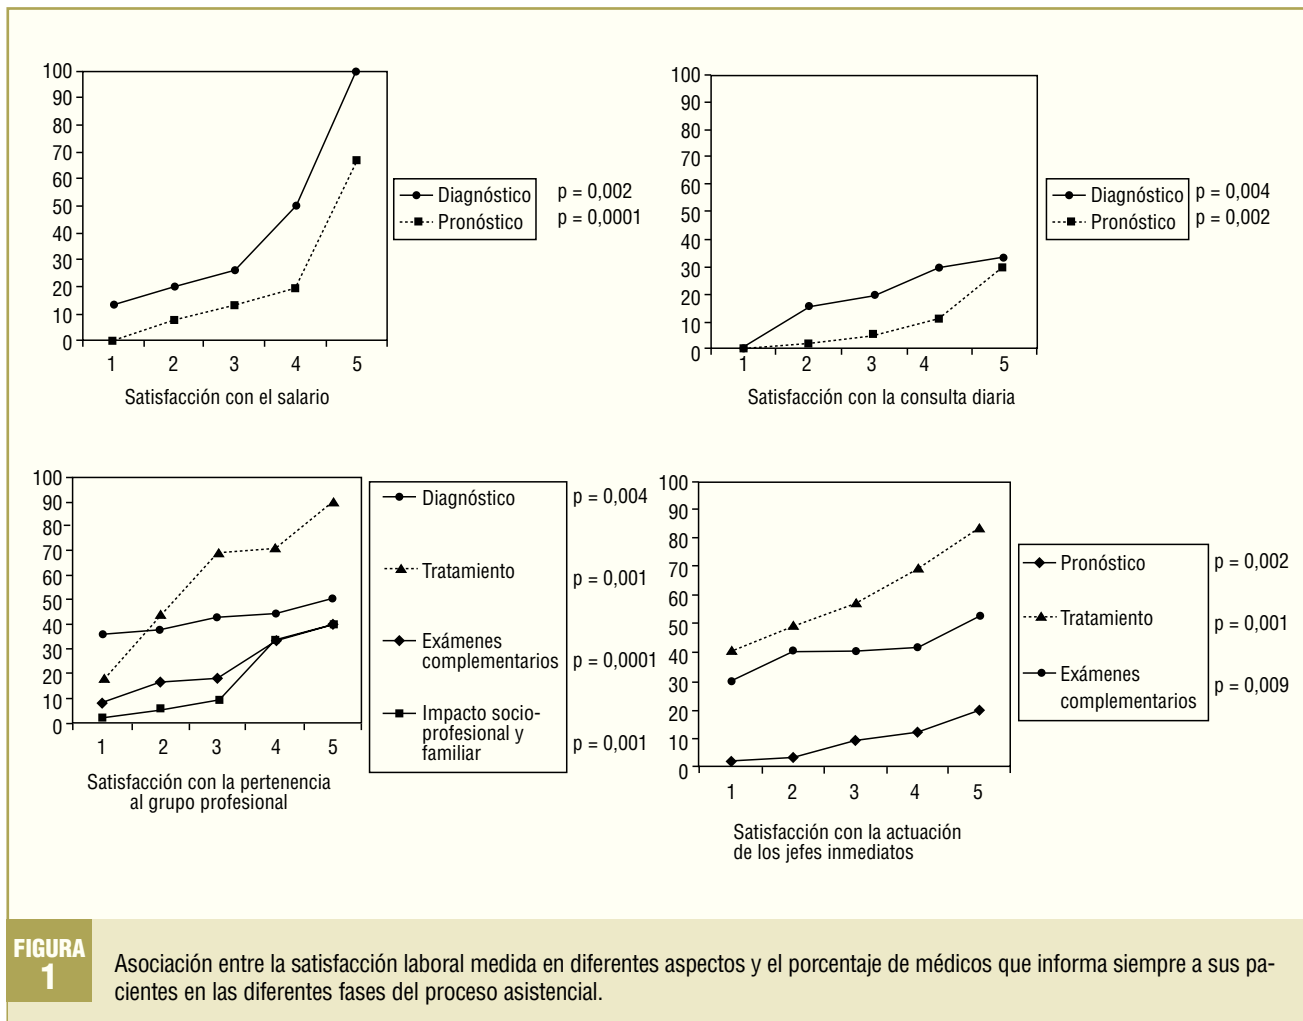 100
90
80
70
60
50
40
30
20
10
0
1 2 3 4 5
Satisfacción con el salario
Diagnóstico p = 0,002
Pronóstico p = 0,0001
100
90
80
70
60
50
40
30
20
10
0
1 2 3 4 5
Satisfacción con la consulta diaria
Diagnóstico p = 0,004
Pronóstico p = 0,002
100
90
80
70
60
50
40
30
20
10
0
1 2 3 4 5
Satisfacción con la pertenencia
al grupo profesional
Diagnóstico p = 0,004
Tratamiento p = 0,001
Exámenes
complementarios p = 0,0001
Impacto socio-
profesional y
familiar p = 0,001
100
90
80
70
60
50
40
30
20
10
0
1 2 3 4 5
Satisfacción con la actuación
de los jefes inmediatos
Pronóstico p = 0,002
Tratamiento p = 0,001
Exámenes p = 0,009
complementarios
FIGURA
1
Asociación entre la satisfacción laboral medida en diferentes aspectos y el porcentaje de médicos que informa siempre a sus pa-
cientes en las diferentes fases del proceso asistencial.